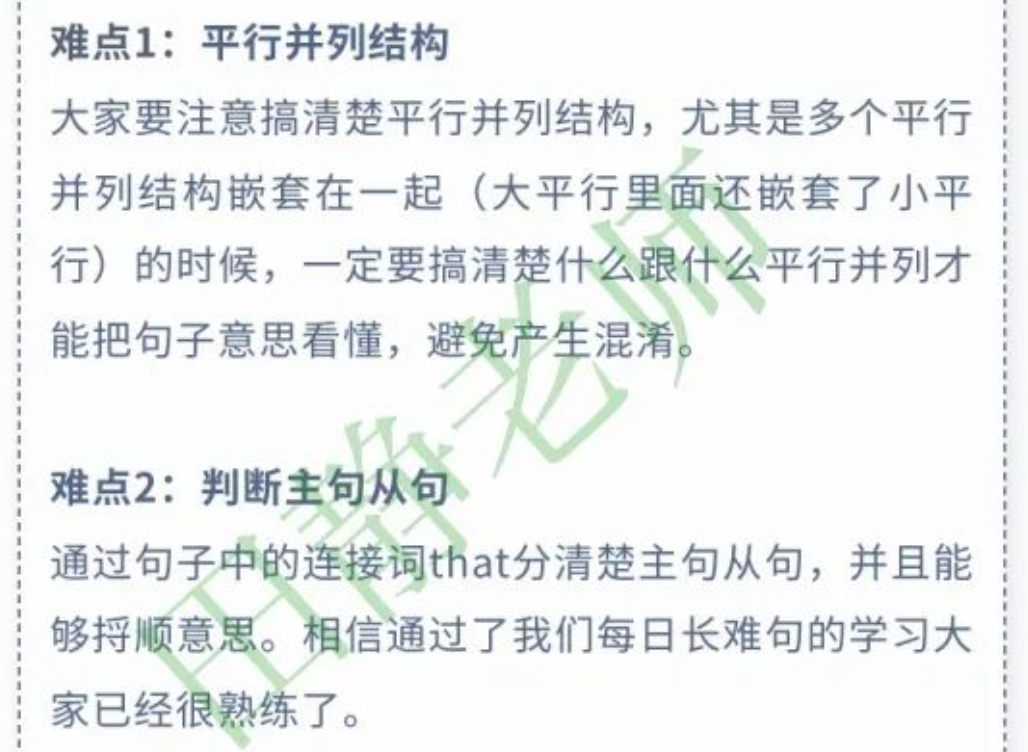 难点1：平行并列结构
大家要注意搞清楚平行并列结构，尤其是多个平行
并列结构嵌套在一起（大平行里面还嵌套了小平
行）的时候，一定要搞清楚什么跟什么平行并列才
能把句子意思看懂，避免产生混淆。
难点2：判断主句从句
通过句子中的连接词that分清楚主句从句，并且能
够捋顺意思。相信通过了我们每日长难句的学习大
家已经很熟练了。
田静老师